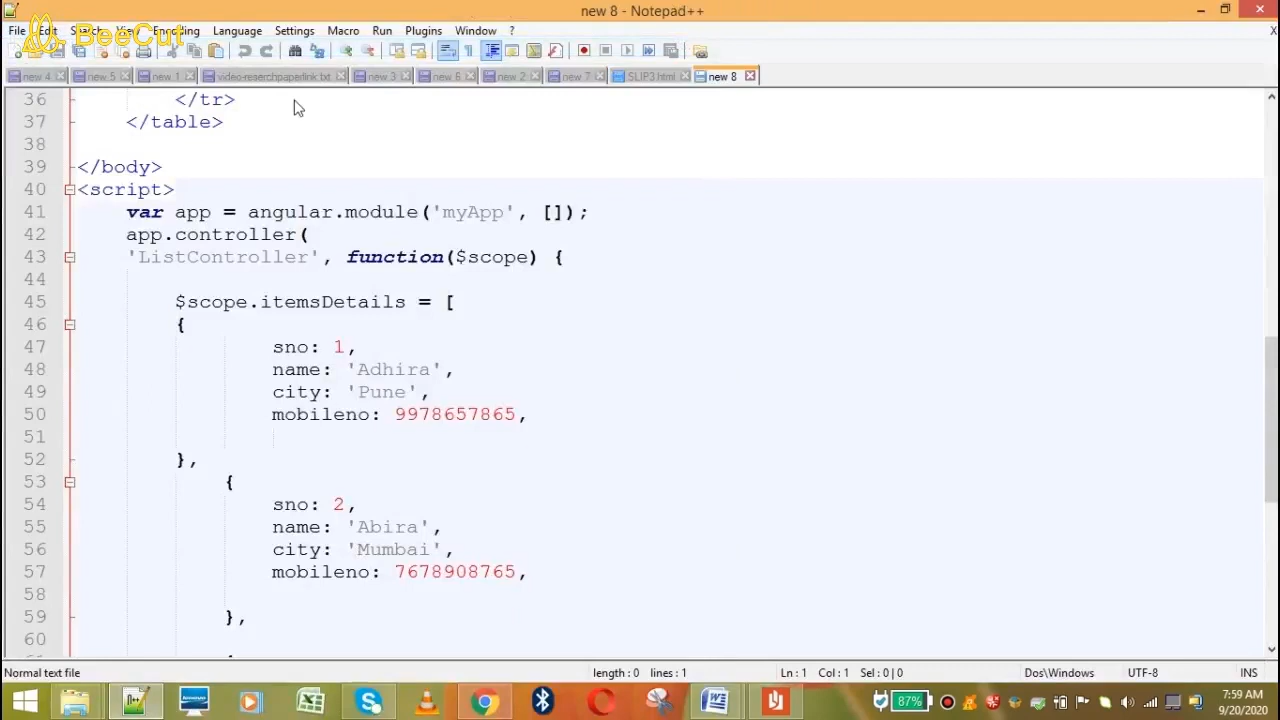 new 8 - Notepad++
File Edit Search View Encoding Language Settings Macro Run Plugins Window ? X
BeeCut
new 4 new 5 new 1 video-reserchpaperlink.txt new 3 new 6 new 2 new 7 SLIP3.html new 8
36 </tr>
37 </table>
38
39 </body>
40 <script>
41 var app = angular.module('myApp', []);
42 app.controller(
43 'ListController', function($scope) {
44
45 $scope.itemsDetails = [
46 {
47 sno: 1,
48 name: 'Adhira',
49 city: 'Pune',
50 mobileno: 9978657865,
51
52 },
53 {
54 sno: 2,
55 name: 'Abira',
56 city: 'Mumbai',
57 mobileno: 7678908765,
58
59 },
60
Normal text file length : 0 lines : 1 Ln : 1 Col : 1 Sel : 0 | 0 Dos\Windows UTF-8 INS
87% 7:59 AM
9/20/2020